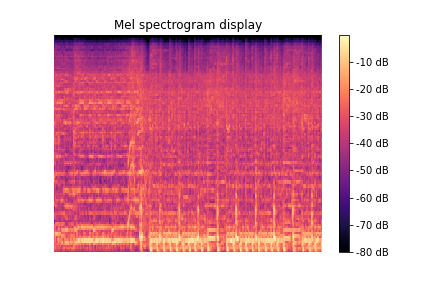 Mel spectrogram display
-10 dB
-20 dB
-30 dB
-40 dB
-50 dB
-60 dB
-70 dB
-80 dB